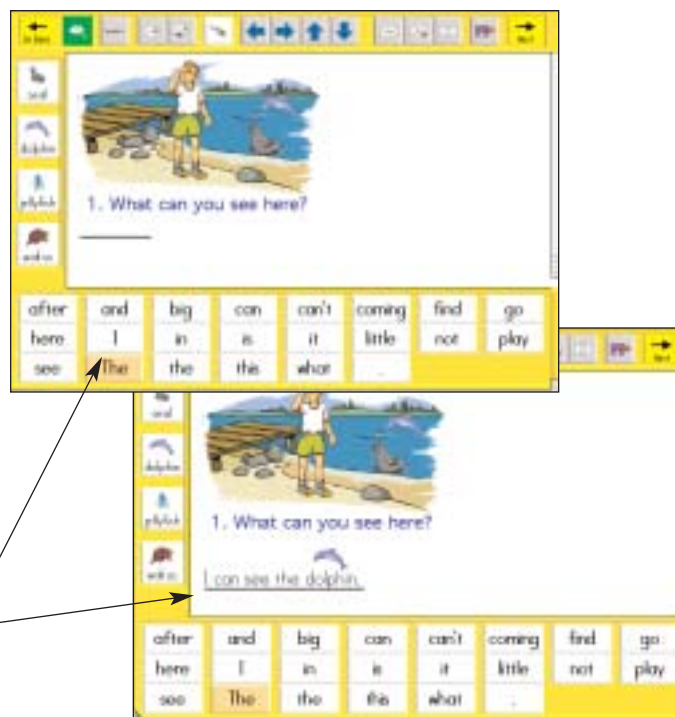 seal
dolphin
jellyfish
1. What can you see here?
after and big can can't coming find go
here I in is it little not play
see The the this what .
Next
seal
dolphin
jellyfish
1. What can you see here?
I can see the dolphin.
after and big can can't coming find go
here I in is it little not play
see The the this what .